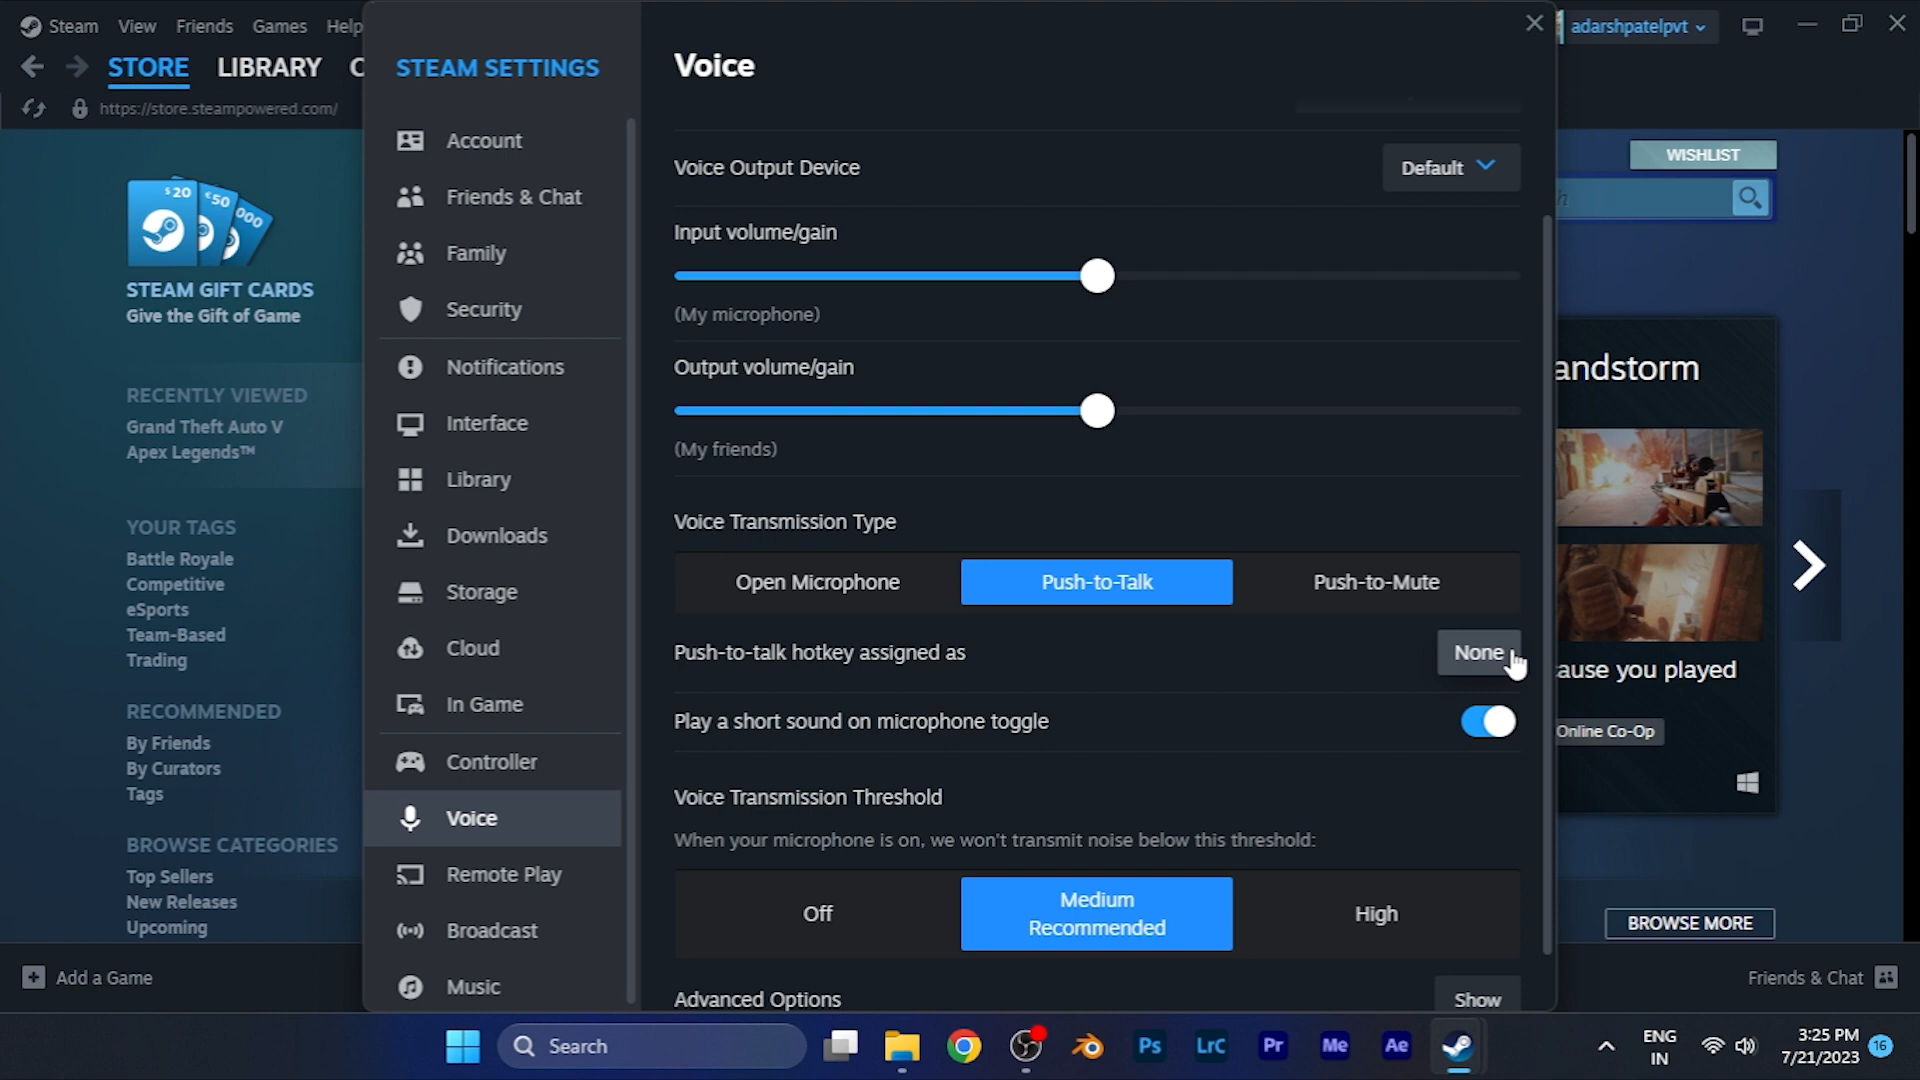 Steam View Friends Games Help
adarshpatelpvt
STORE LIBRARY C
https://store.steampowered.com/
STEAM SETTINGS
Account
Friends & Chat
Family
Security
Notifications
Interface
Library
Downloads
Storage
Cloud
In Game
Controller
Voice
Remote Play
Broadcast
Music
Voice
Voice Output Device
Default
Input volume/gain
(My microphone)
Output volume/gain
(My friends)
Voice Transmission Type
Open Microphone Push-to-Talk Push-to-Mute
Push-to-talk hotkey assigned as None
Play a short sound on microphone toggle
Voice Transmission Threshold
When your microphone is on, we won't transmit noise below this threshold:
Off
Medium
Recommended
High
Advanced Options Show
$20
€50
000
STEAM GIFT CARDS
Give the Gift of Game
RECENTLY VIEWED
Grand Theft Auto V
Apex Legends™
YOUR TAGS
Battle Royale
Competitive
eSports
Team-Based
Trading
RECOMMENDED
By Friends
By Curators
Tags
BROWSE CATEGORIES
Top Sellers
New Releases
Upcoming
WISHLIST
h
andstorm
ause you played
Online Co-Op
BROWSE MORE
Add a Game
Friends & Chat
Search
Ps LrC Pr Me Ae
ENG
IN
3:25 PM
7/21/2023
16